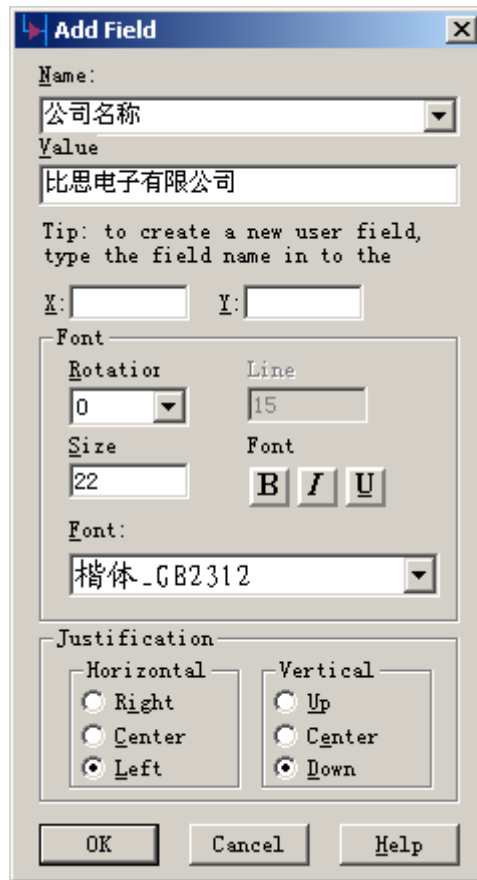 Add Field
Name:
公司名称
Value
比思电子有限公司
Tip: to create a new user field,
type the field name in to the
X: Y:
Font
Rotation Line
0 15
Size Font
22 B I U
Font:
楷体_GB2312
Justification
Horizontal Vertical
Right Up
Center Center
Left Down
OK Cancel Help